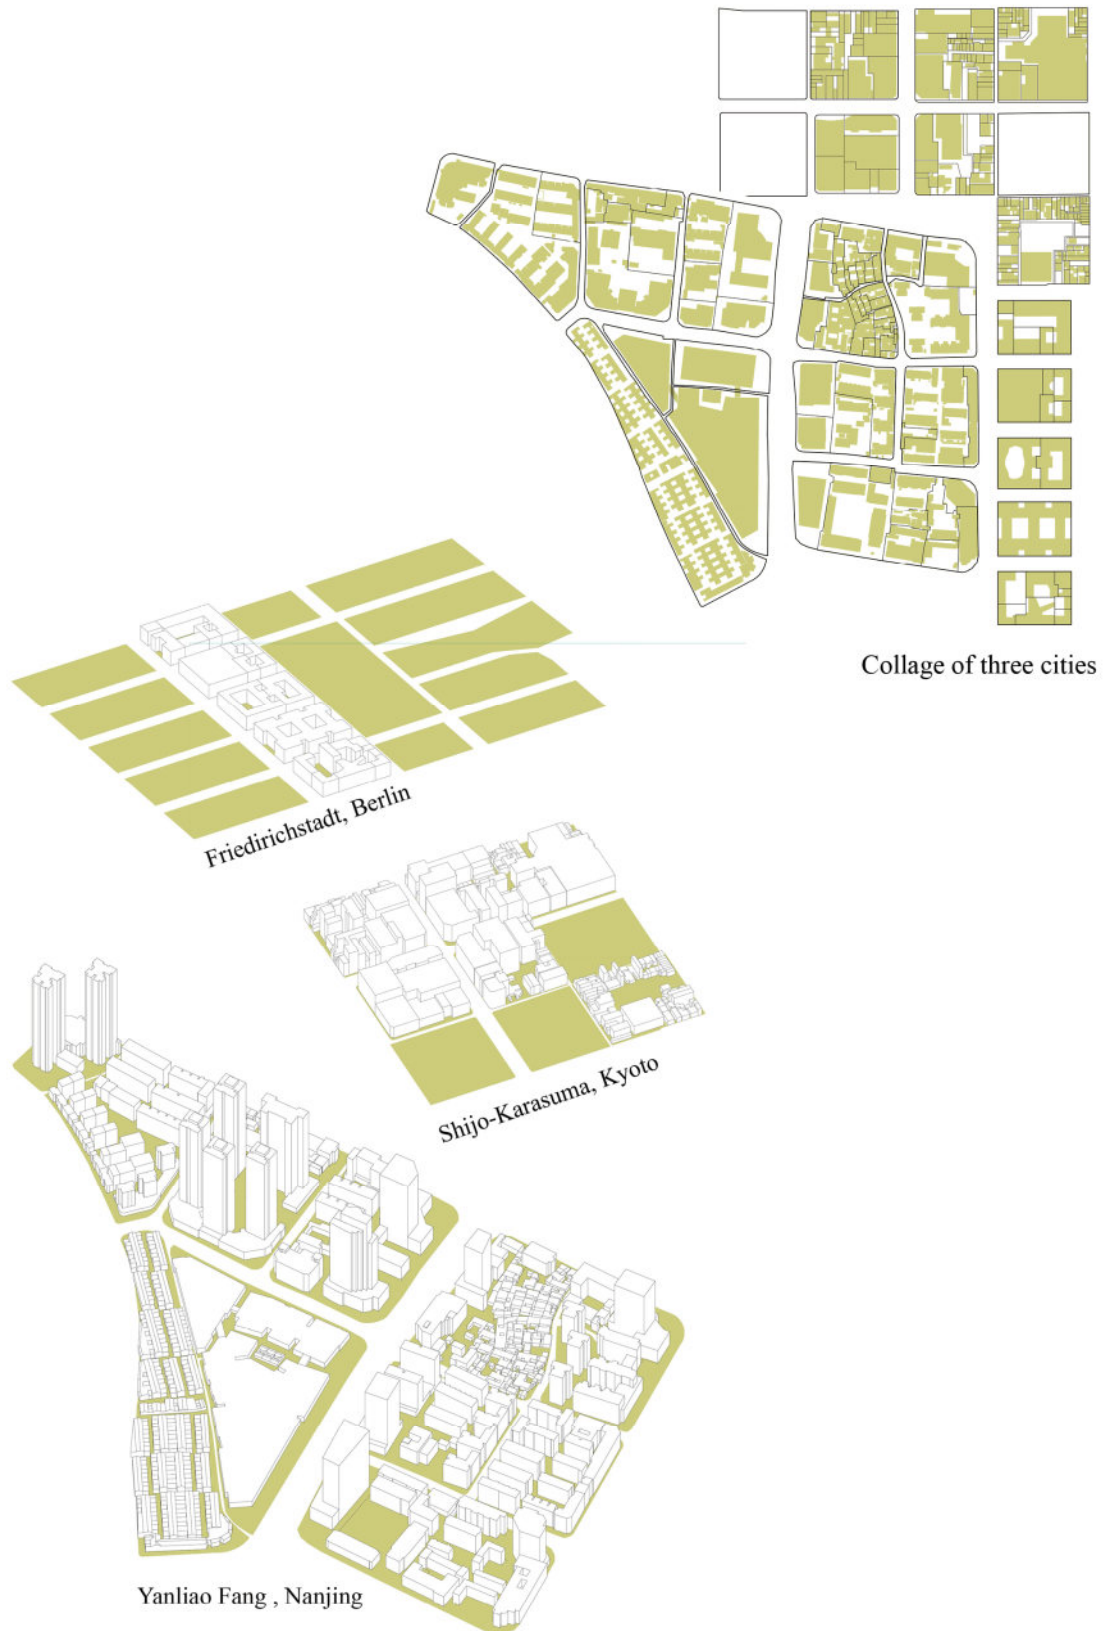 Collage of three cities
Friedirichstadt, Berlin
Shijo-Karasuma, Kyoto
Yanliao Fang , Nanjing